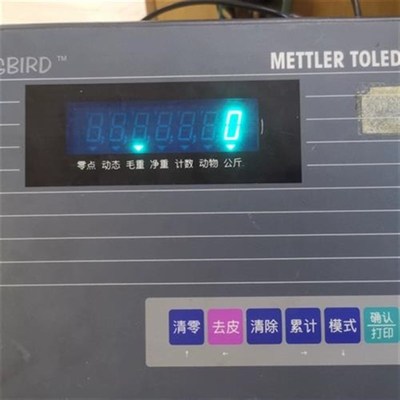 GBIRD™
METTLER TOLED
0
零点 动态 毛重 净重 计数 动物 公斤
清零 去皮 清除 累计 模式 确认/打印
↑ ← ↓ →